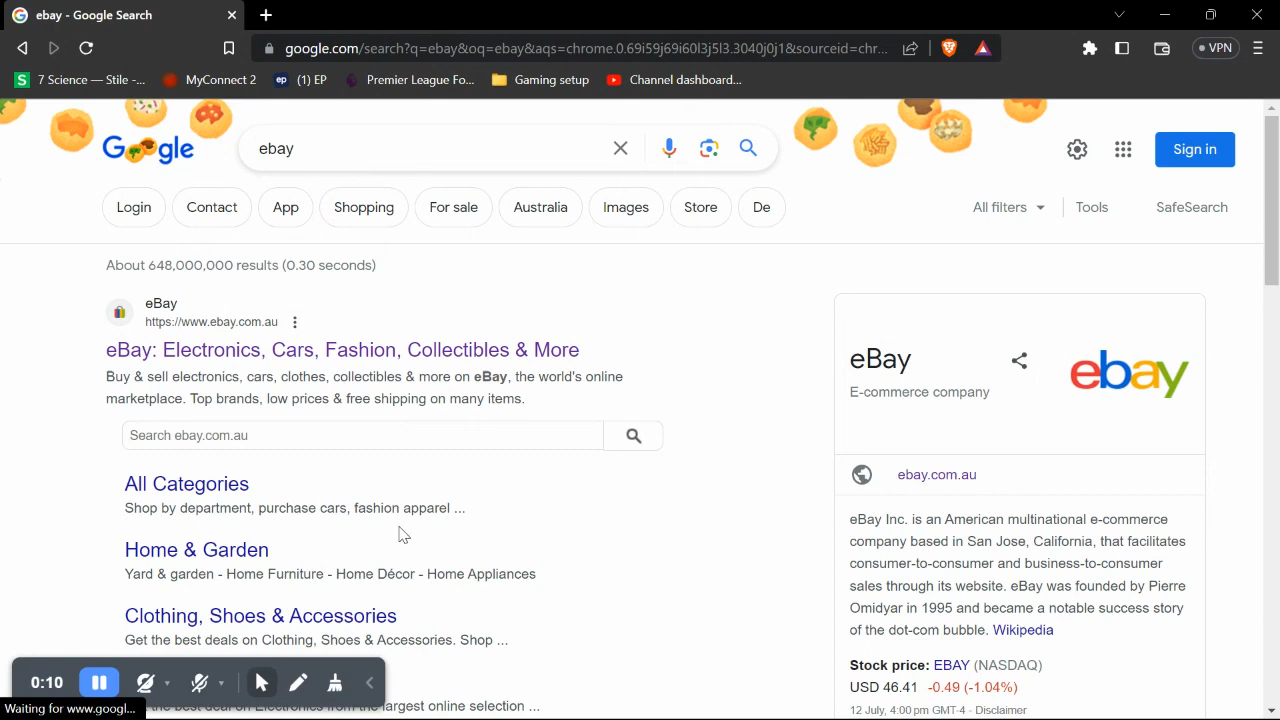 ebay - Google Search
google.com/search?q=ebay&oq=ebay&aqs=chrome.0.69i59j69i60l3j5l3.3040j0j1&sourceid=chr...
VPN
7 Science — Stile -...
MyConnect 2
ep (1) EP
Premier League fo...
Gaming setup
Channel dashboard...
Google
ebay
Sign in
Login
Contact
App
Shopping
For sale
Australia
Images
Store
De
All filters
Tools
SafeSearch
About 648,000,000 results (0.30 seconds)
eBay
https://www.ebay.com.au
eBay: Electronics, Cars, Fashion, Collectibles & More
Buy & sell electronics, cars, clothes, collectibles & more on eBay, the world's online
marketplace. Top brands, low prices & free shipping on many items.
Search ebay.com.au
All Categories
Shop by department, purchase cars, fashion apparel ...
Home & Garden
Yard & garden - Home Furniture - Home Décor - Home Appliances
Clothing, Shoes & Accessories
Get the best deals on Clothing, Shoes & Accessories. Shop ...
the best deal on Electronics from the largest online selection ...
0:10
Waiting for www.googl...
eBay
E-commerce company
ebay
ebay.com.au
eBay Inc. is an American multinational e-commerce
company based in San Jose, California, that facilitates
consumer-to-consumer and business-to-consumer
sales through its website. eBay was founded by Pierre
Omidyar in 1995 and became a notable success story
of the dot-com bubble. Wikipedia
Stock price: EBAY (NASDAQ)
USD 46.41 -0.49 (-1.04%)
12 July, 4:00 pm GMT-4 - Disclaimer